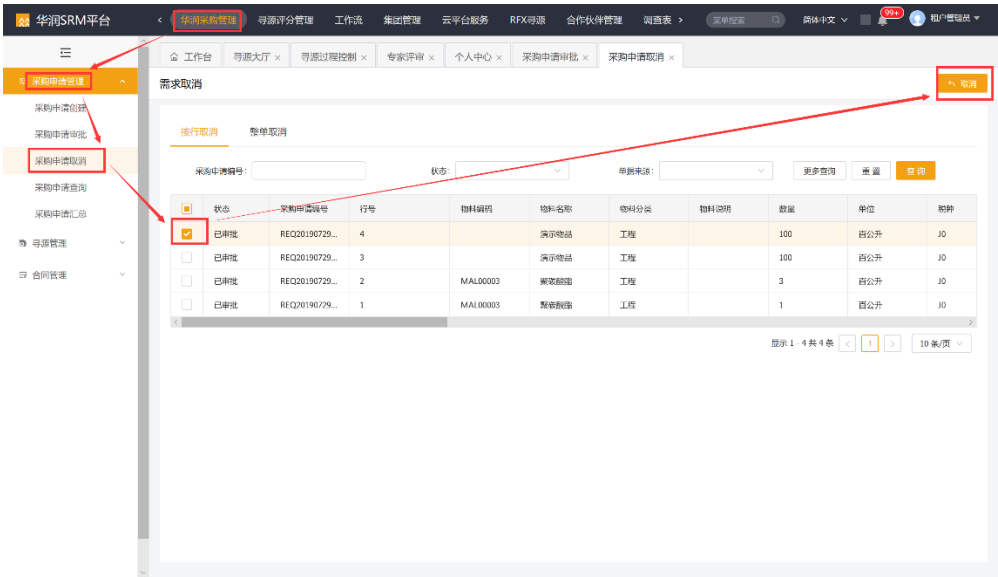 华润SRM平台
华润采购管理 寻源评分管理 工作流 集团管理 云平台服务 RFX寻源 合作伙伴管理 调查表
菜单检索
简体中文
99+
租户管理员
工作台 寻源大厅 寻源过程控制 专家评审 个人中心 采购申请审批 采购申请取消
采购申请管理
采购申请创建
采购申请审批
采购申请取消
采购申请查询
采购申请汇总
寻源管理
合同管理
需求取消
取消
按行取消 整单取消
采购申请编号: 状态: 单据来源: 更多查询 重置 查询
状态 采购申请编号 行号 物料编码 物料名称 物料分类 物料说明 数量 单位 税种
已审批 REQ20190729... 4 演示物品 工程 100 百公升 J0
已审批 REQ20190729... 3 演示物品 工程 100 百公升 J0
已审批 REQ20190729... 2 MAL00003 聚碳酸酯 工程 3 百公升 J0
已审批 REQ20190729... 1 MAL00003 聚碳酸酯 工程 1 百公升 J0
显示 1 - 4 共 4 条 1 10 条/页